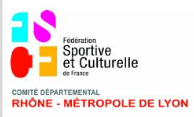 Fédération
Sportive
et Culturelle
de France
COMITÉ DÉPARTEMENTAL
RHÔNE - MÉTROPOLE DE LYON